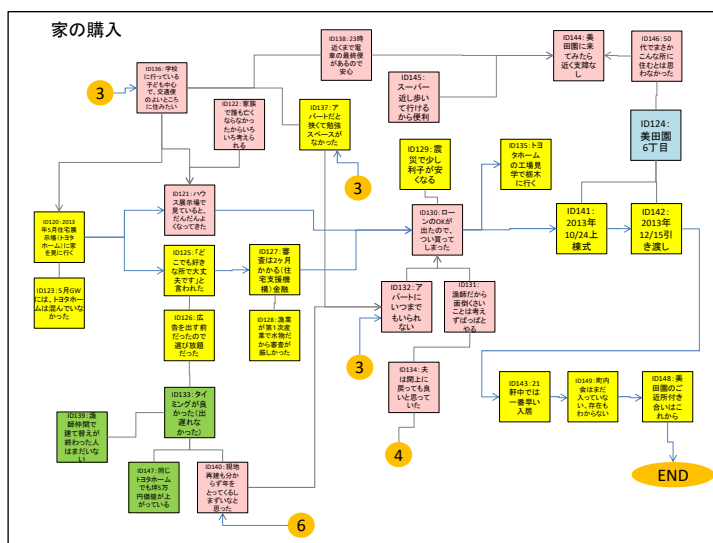 家の購入
ID138：23時
近くまで電
車の最終便
があるので
安心
ID144：美
田園に来
てみたら
近く支障な
し
ID146：50
代でまさか
こんな所に
住むとは思
わなかった
ID136：学校
に行っている
子ども中心
で、交通便
のよいところ
に住みたい
3
ID145：
スーパー
近し歩い
て行ける
から便利
ID122：家族
で誰も亡く
ならなかっ
たからいろ
いろ考えら
れる
ID137：ア
パートだと
狭くて勉強
スペースが
なかった
3
ID124：
美田園
6丁目
ID129：震
災で少し
利子が安
くなる
ID135：トヨ
タホーム
の工場見
学で栃木
に行く
ID121：ハウ
ス展示場で
見ていると、
だんだんよ
くなってきた
ID130：ロー
ンのOKが
出たので、
つい買って
しまった
ID141：
2013年
10/24上
棟式
ID142：
2013年
12/15引
き渡し
ID120：2013
年5月住宅展
示場（トヨタ
ホーム）に家
を見に行く
ID125：「ど
こでも好き
な所で大丈
夫です」と
言われた
ID127：審
査は2ヶ月
かかる（住
宅支援機
構）金融
ID123：５月GW
には、トヨタホー
ムは混んでいな
かった
ID126：広
告を出す前
だったので
選び放題
だった
ID128：漁業
が第1次産
業で水物だ
から審査が
厳しかった
ID132：ア
パートに
いつまで
もいられ
ない
ID131：
漁師だから
面倒くさい
ことは考え
ずぱっぱと
やる
3
ID134：夫
は閖上に
戻っても良
いと思って
いた
4
ID133：タイ
ミングが良
かった（出
遅れな
かった）
ID139：漁
師仲間で
建て替えが
終わった人
はまだいな
い
ID143：21
軒中では
一番早い
入居
ID149：町内
会はまだ
入っていな
い、存在も
わからない
ID148：美
田園のご
近所付き
合いはこれ
から
ID147：同じ
トヨタホーム
でも坪5万
円価値が上
がっている
ID140：現地
再建も分か
らず年を
とってくるし
まずいなと
思った
6
END